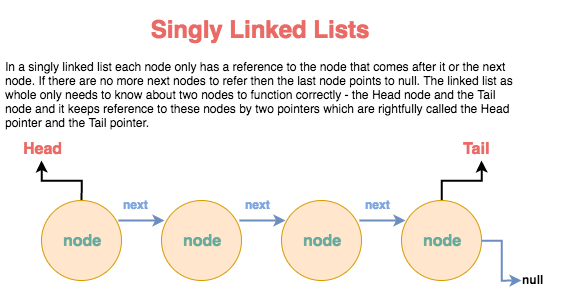 Singly Linked Lists
In a singly linked list each node only has a reference to the node that comes after it or the next
node. If there are no more next nodes to refer then the last node points to null. The linked list as
whole only needs to know about two nodes to function correctly - the Head node and the Tail
node and it keeps reference to these nodes by two pointers which are rightfully called the Head
pointer and the Tail pointer.
Head
Tail
next
next
next
node
node
node
node
null